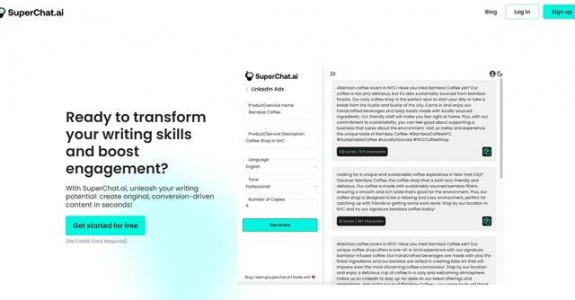 SuperChat.ai
Blog
Log in
Sign up
Ready to transform
your writing skills
and boost
engagement?
With SuperChat.ai, unleash your writing
potential: create original, conversion-driven
content in seconds!
Get started for free
(No Credit Card Required)
SuperChat.ai
LinkedIn Ads
Product/service name
Bamboo Coffee
Product/Service Description
Coffee Shop in NYC
Language
English
Tone
Professional
Number of Copies
5
Generate
Attention coffee lovers in NYC! Have you tried Bamboo Coffee yet? Our
coffee is not only delicious, but it's also sustainably sourced from bamboo
forests. Our cozy coffee shop is the perfect spot to start your day or take a
break from the hustle and bustle of the city. Come in and enjoy our
handcrafted beverages and tasty treats made with locally sourced
ingredients. Our friendly staff will make you feel right at home. Plus, with our
commitment to sustainability, you can feel good about supporting a
business that cares about the environment. Visit us today and experience
the unique taste of Bamboo Coffee. #BambooCoffeeNYC
#SustainableCoffee #LocallySourced #NYCCoffeeShop
Looking for a unique and sustainable coffee experience in New York City?
Discover Bamboo Coffee, the coffee shop that is both eco-friendly and
delicious. Our coffee is made with sustainably sourced bamboo filters,
ensuring a smooth and rich taste that's good for the environment. Plus, our
coffee shop is designed to be a relaxing and cozy environment, perfect for
catching up with friends or getting some work done. Stop by our location in
NYC and try our signature bamboo coffee today!
Attention coffee lovers in NYC! Have you tried Bamboo Coffee yet? Our
unique coffee shop offers a one-of-a-kind experience with our signature
bamboo-infused coffee. Our handcrafted beverages are made with only the
finest ingredients and our baristas are skilled in creating lattes that will
impress even the most discerning coffee connoisseur. Stop by our location
and enjoy a delicious cup of coffee in a cozy and welcoming atmosphere.